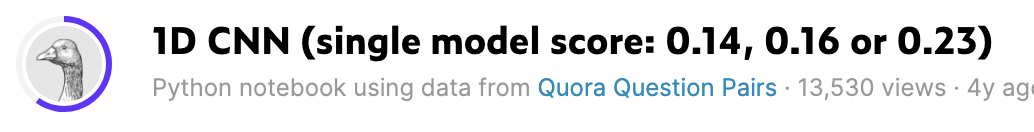 1D CNN (single model score: 0.14, 0.16 or 0.23)
Python notebook using data from Quora Question Pairs · 13,530 views · 4y ago